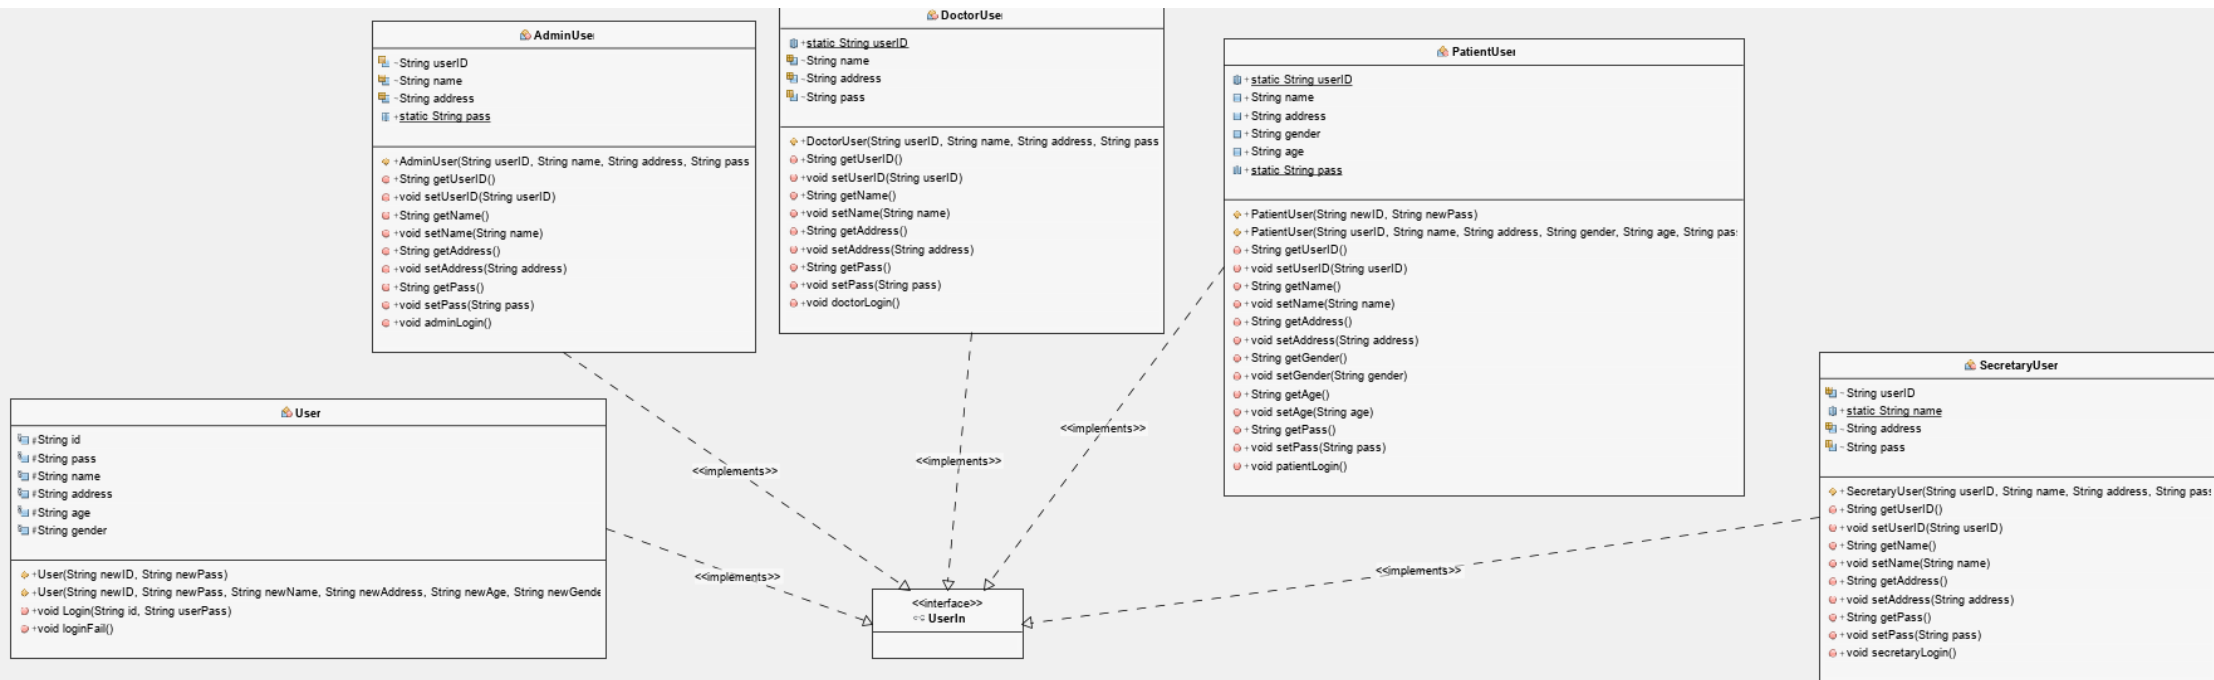 AdminUser
~String userID
~String name
~String address
+static String pass
+AdminUser(String userID, String name, String address, String pass
+String getUserID()
+void setUserID(String userID)
+String getName()
+void setName(String name)
+String getAddress()
+void setAddress(String address)
+String getPass()
+void setPass(String pass)
+void adminLogin()
DoctorUser
+static String userID
~String name
~String address
~String pass
+DoctorUser(String userID, String name, String address, String pass
+String getUserID()
+void setUserID(String userID)
+String getName()
+void setName(String name)
+String getAddress()
+void setAddress(String address)
+String getPass()
+void setPass(String pass)
+void doctorLogin()
PatientUser
+static String userID
+String name
+String address
+String gender
+String age
+static String pass
+PatientUser(String newID, String newPass)
+PatientUser(String userID, String name, String address, String gender, String age, String pas
+String getUserID()
+void setUserID(String userID)
+String getName()
+void setName(String name)
+String getAddress()
+void setAddress(String address)
+String getGender()
+void setGender(String gender)
+String getAge()
+void setAge(String age)
+String getPass()
+void setPass(String pass)
+void patientLogin()
SecretaryUser
~String userID
+static String name
~String address
~String pass
+SecretaryUser(String userID, String name, String address, String pass
+String getUserID()
+void setUserID(String userID)
+String getName()
+void setName(String name)
+String getAddress()
+void setAddress(String address)
+String getPass()
+void setPass(String pass)
+void secretaryLogin()
User
#String id
#String pass
#String name
#String address
#String age
#String gender
+User(String newID, String newPass)
+User(String newID, String newPass, String newName, String newAddress, String newAge, String newGende
+void Login(String id, String userPass)
+void loginFail()
<<implements>>
<<implements>>
<<implements>>
<<implements>>
<<implements>>
<<interface>>
UserIn